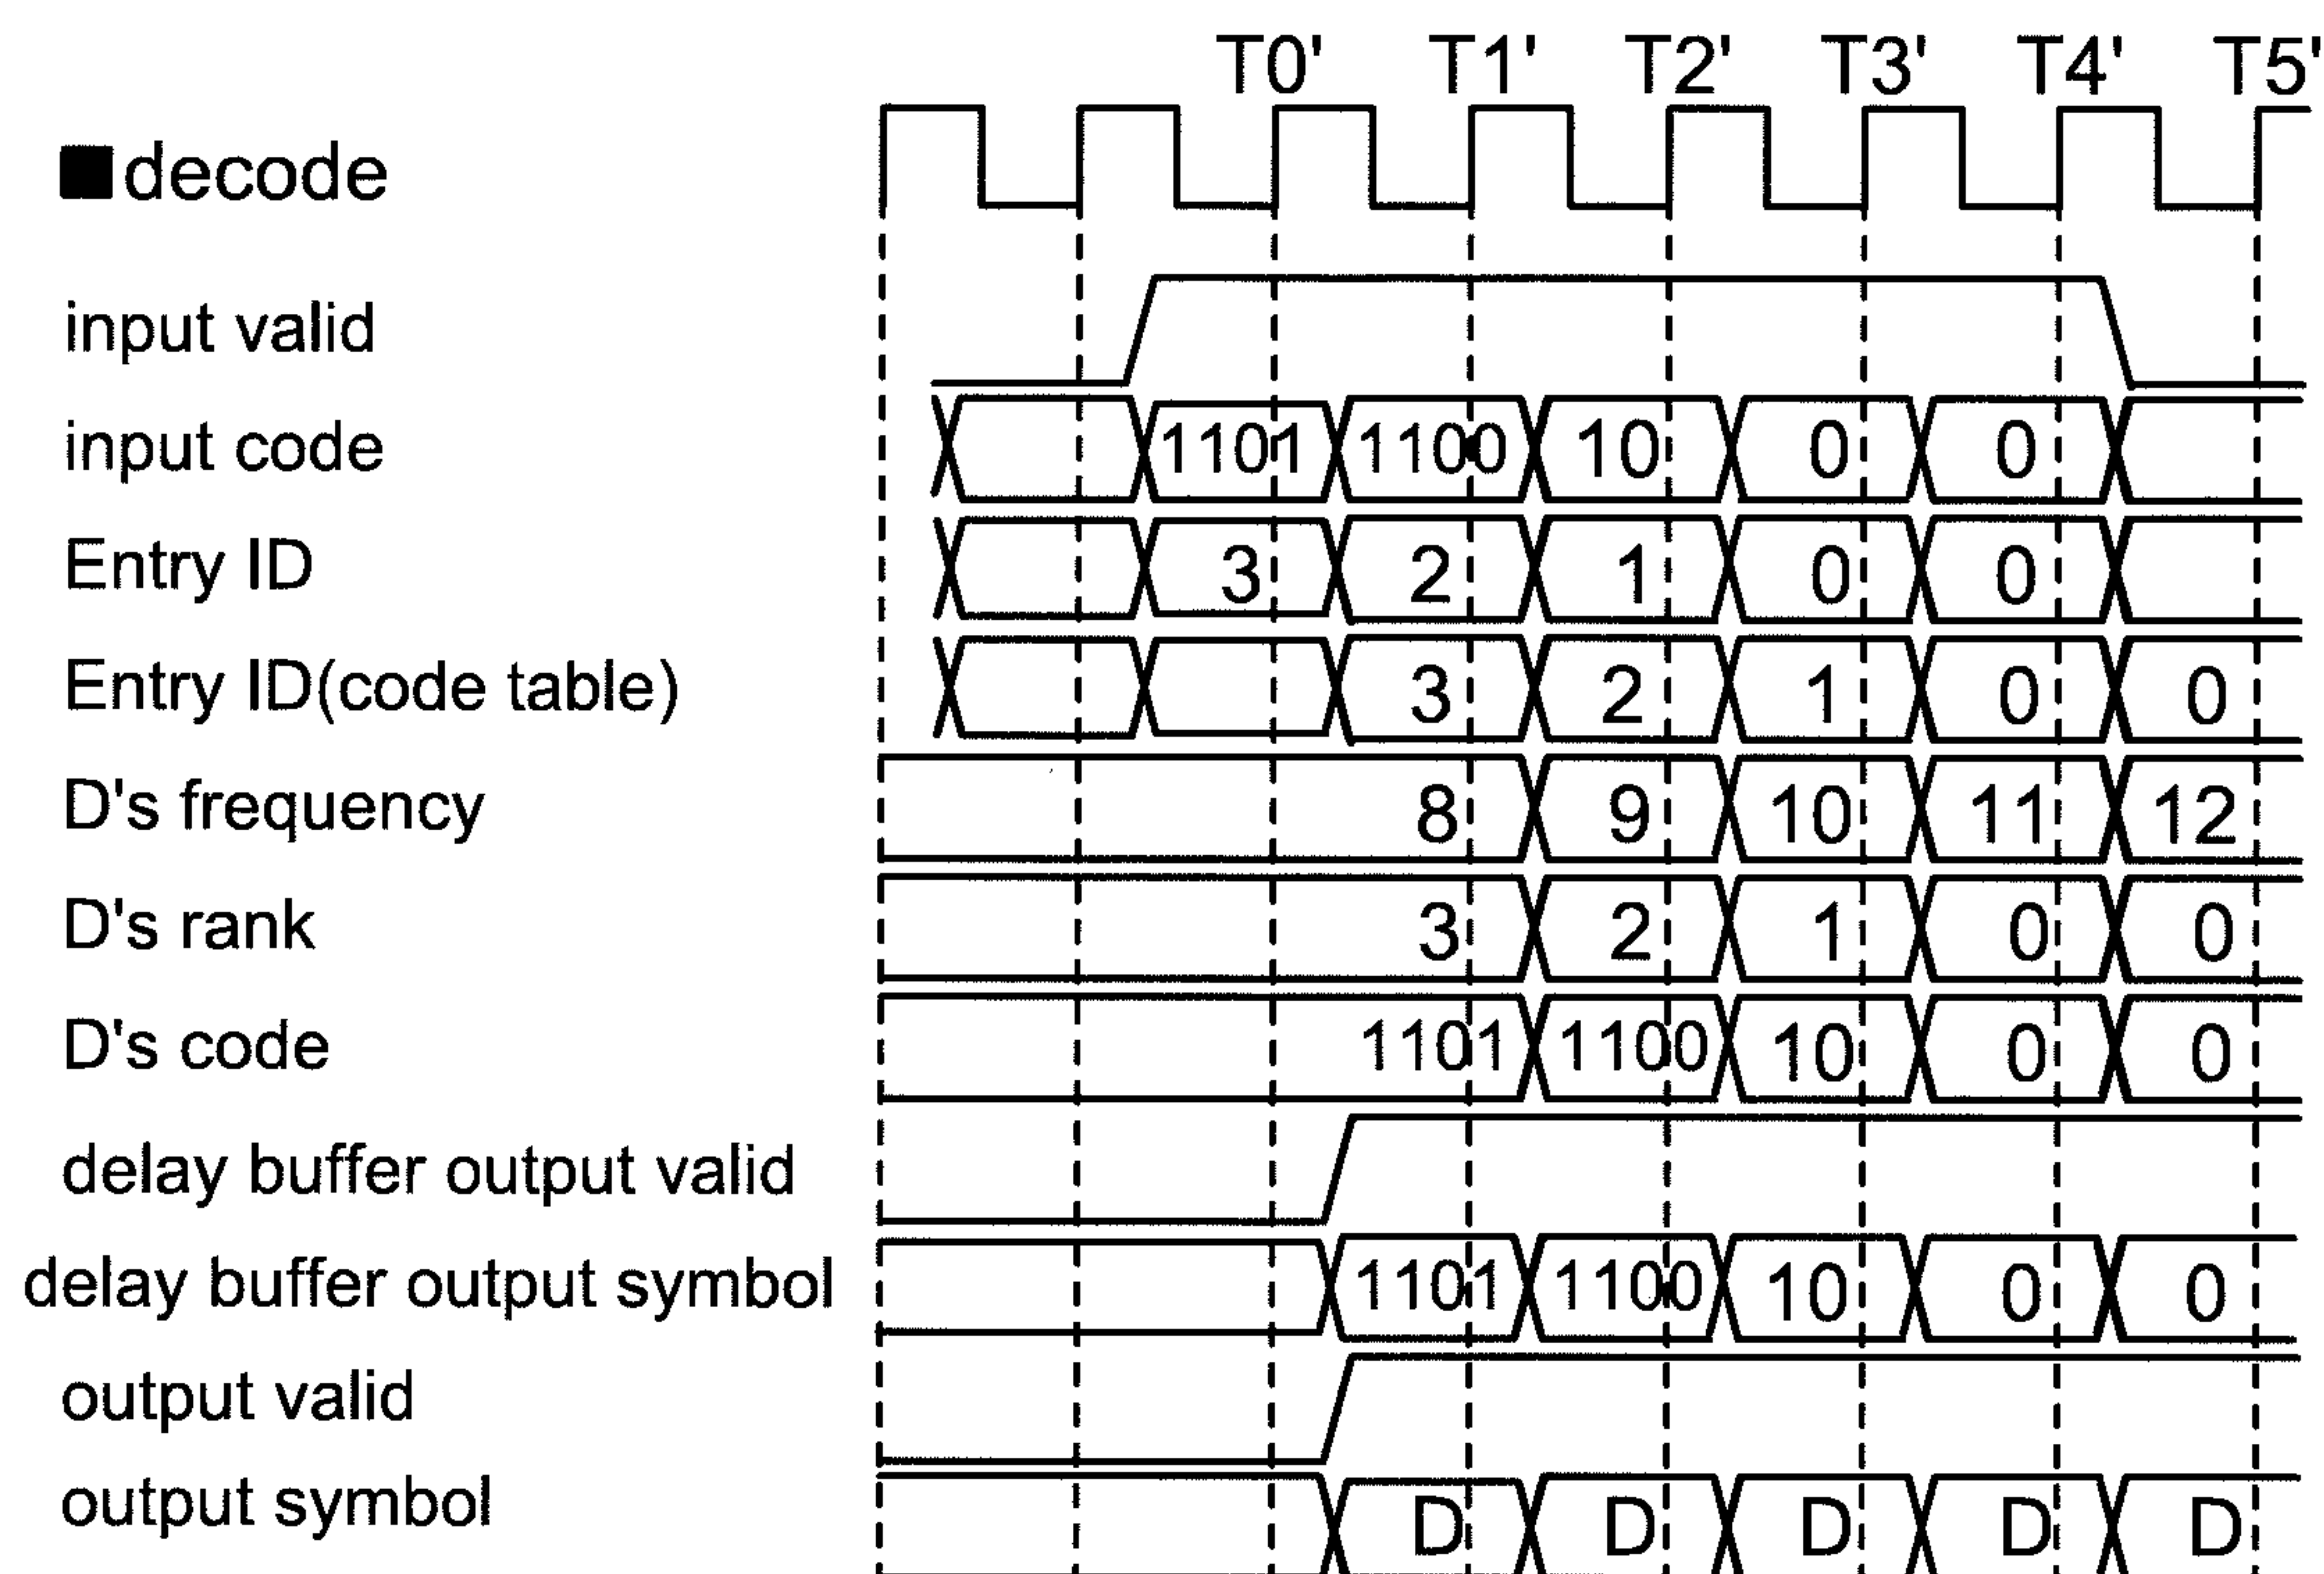 T0' T1' T2' T3' T4' T5'
■decode
input valid
input code 1101 1100 10 0 0
Entry ID 3 2 1 0 0
Entry ID(code table) 3 2 1 0 0
D's frequency 8 9 10 11 12
D's rank 3 2 1 0 0
D's code 1101 1100 10 0 0
delay buffer output valid
delay buffer output symbol 1101 1100 10 0 0
output valid
output symbol D D D D D